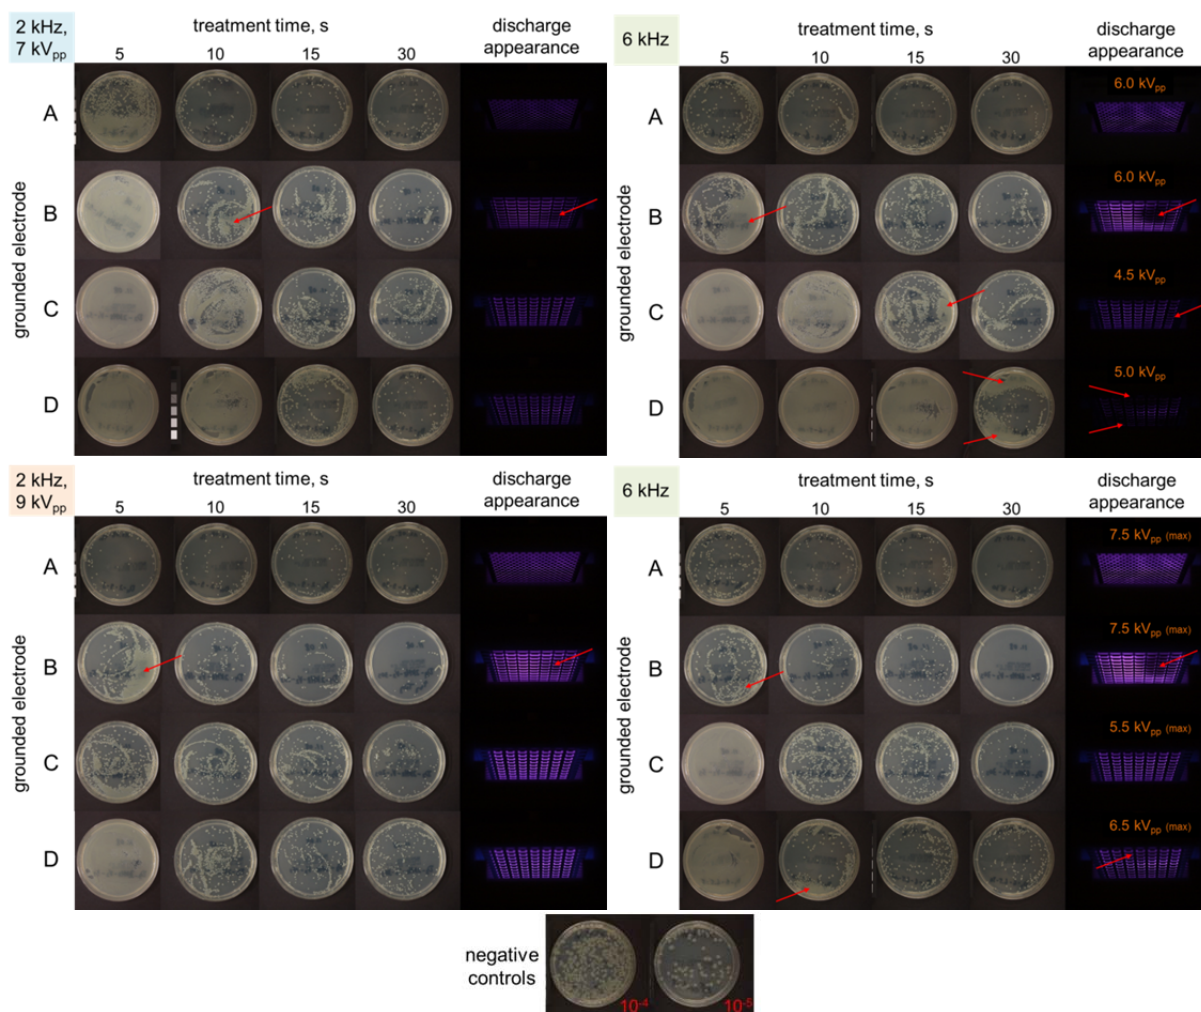 2 kHz,
7 kVpp
treatment time, s
discharge
appearance
5 10 15 30
grounded electrode
A
B
C
D
6 kHz
treatment time, s
discharge
appearance
5 10 15 30
grounded electrode
A
6.0 kVpp
B
6.0 kVpp
C
4.5 kVpp
D
5.0 kVpp
2 kHz,
9 kVpp
treatment time, s
discharge
appearance
5 10 15 30
grounded electrode
A
B
C
D
6 kHz
treatment time, s
discharge
appearance
5 10 15 30
grounded electrode
A
7.5 kVpp (max)
B
7.5 kVpp (max)
C
5.5 kVpp
D
6.5 kVpp (max)
negative
controls
10-4
10-5